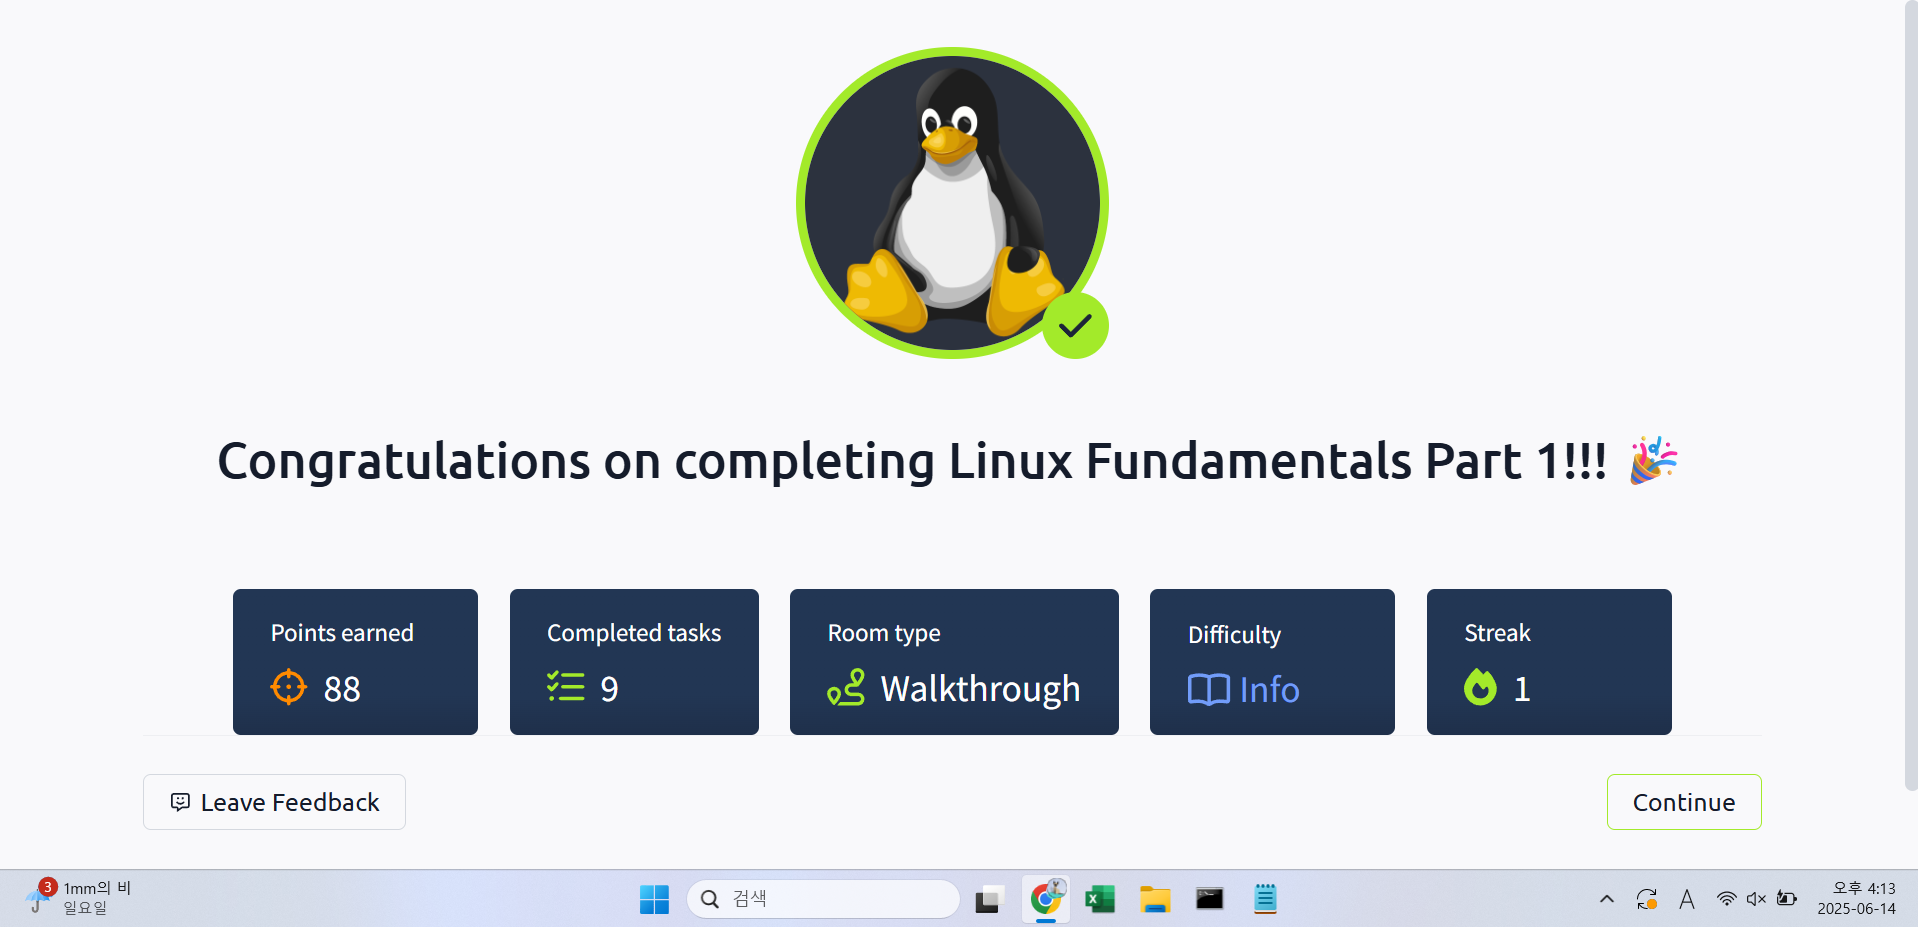 Congratulations on completing Linux Fundamentals Part 1!!! 🎉
Points earned
88
Completed tasks
9
Room type
Walkthrough
Difficulty
Info
Streak
1
Leave Feedback
Continue
3
1mm의 비
일요일
검색
A
오후 4:13
2025-06-14